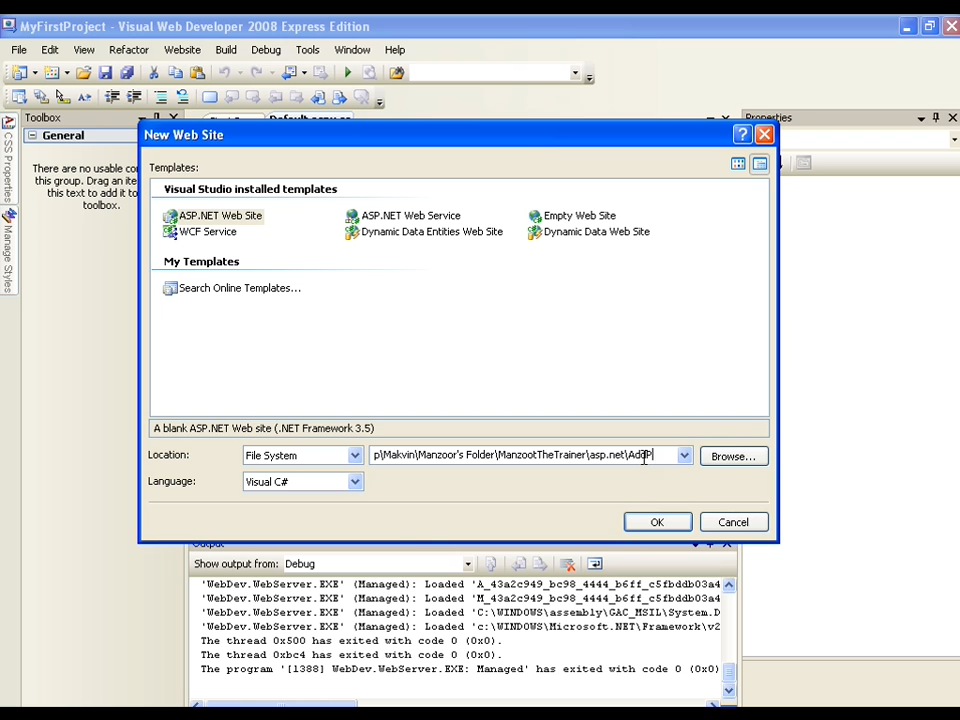 MyFirstProject - Visual Web Developer 2008 Express Edition
File Edit View Refactor Website Build Debug Tools Window Help
Toolbox
Properties
General
There are no usable con
this group. Drag an ite
this text to add it to
toolbox.
CSS Properties
Manage Styles
New Web Site
Templates:
Visual Studio installed templates
ASP.NET Web Site ASP.NET Web Service Empty Web Site
WCF Service Dynamic Data Entities Web Site Dynamic Data Web Site
My Templates
Search Online Templates...
A blank ASP.NET Web site (.NET Framework 3.5)
Location: File System p\Makvin\Manzoor's Folder\ManzootTheTrainer\asp.net\AddP Browse...
Language: Visual C#
OK Cancel
Output
Show output from: Debug
'WebDev.WebServer.EXE' (Managed): Loaded 'A_43a2c949_bc98_4444_b6ff_c5fbddb03a4
'WebDev.WebServer.EXE' (Managed): Loaded 'M_43a2c949_bc98_4444_b6ff_c5fbddb03a4
'WebDev.WebServer.EXE' (Managed): Loaded 'C:\WINDOWS\assembly\GAC_MSIL\System.D
'WebDev.WebServer.EXE' (Managed): Loaded 'c:\WINDOWS\Microsoft.NET\Framework\v2
The thread 0x500 has exited with code 0 (0x0).
The thread 0xbc4 has exited with code 0 (0x0).
The program '[1388] WebDev.WebServer.EXE: Managed' has exited with code 0 (0x0)